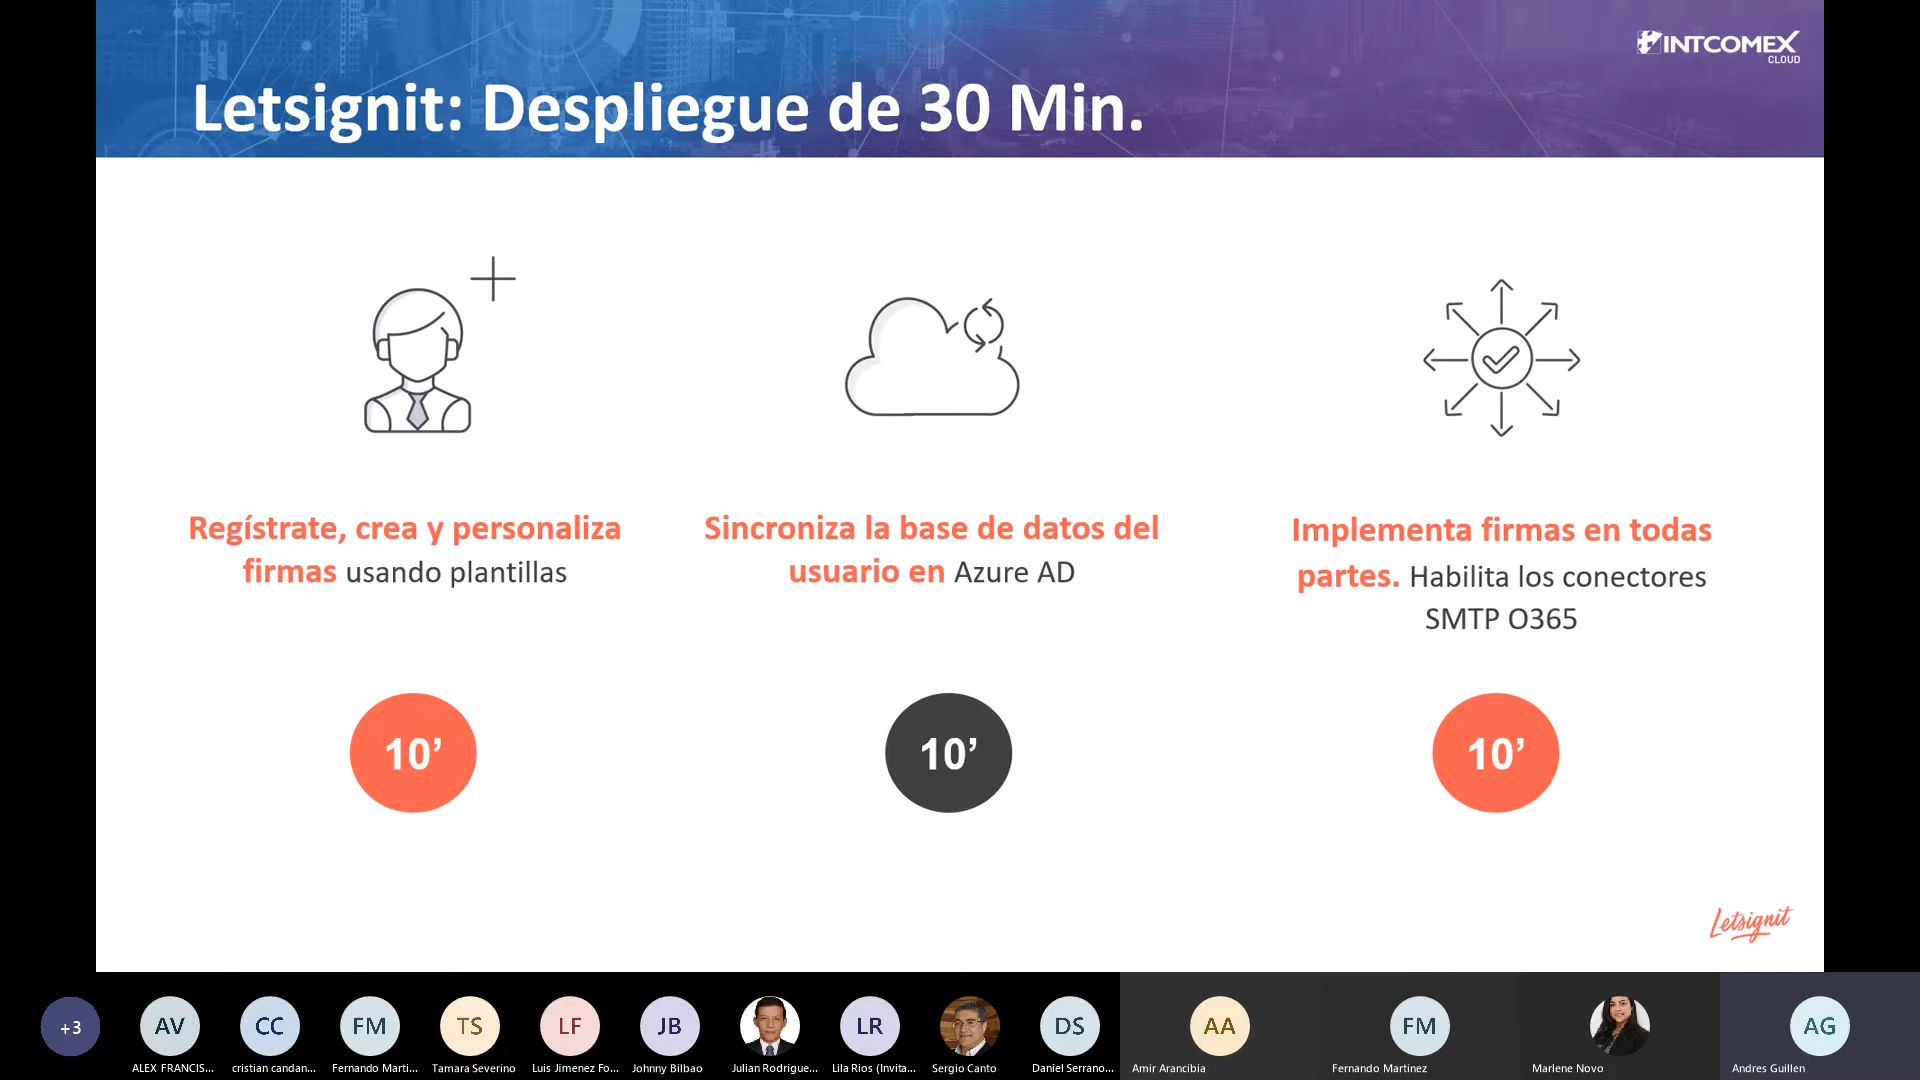 INTCOMEX
CLOUD
Letsignit: Despliegue de 30 Min.
Regístrate, crea y personaliza
firmas usando plantillas
Sincroniza la base de datos del
usuario en Azure AD
Implementa firmas en todas
partes. Habilita los conectores
SMTP O365
10’
10’
10’
Letsignit
+3
AV
CC
FM
TS
LF
JB
LR
DS
AA
FM
AG
ALEX FRANCIS...
cristian candan...
Fernando Marti...
Tamara Severino
Luis Jimenez Fo...
Johnny Bilbao
Julian Rodrigue...
Lila Rios (Invita...
Sergio Canto
Daniel Serrano...
Amir Arancibia
Fernando Martinez
Marlene Novo
Andres Guillen